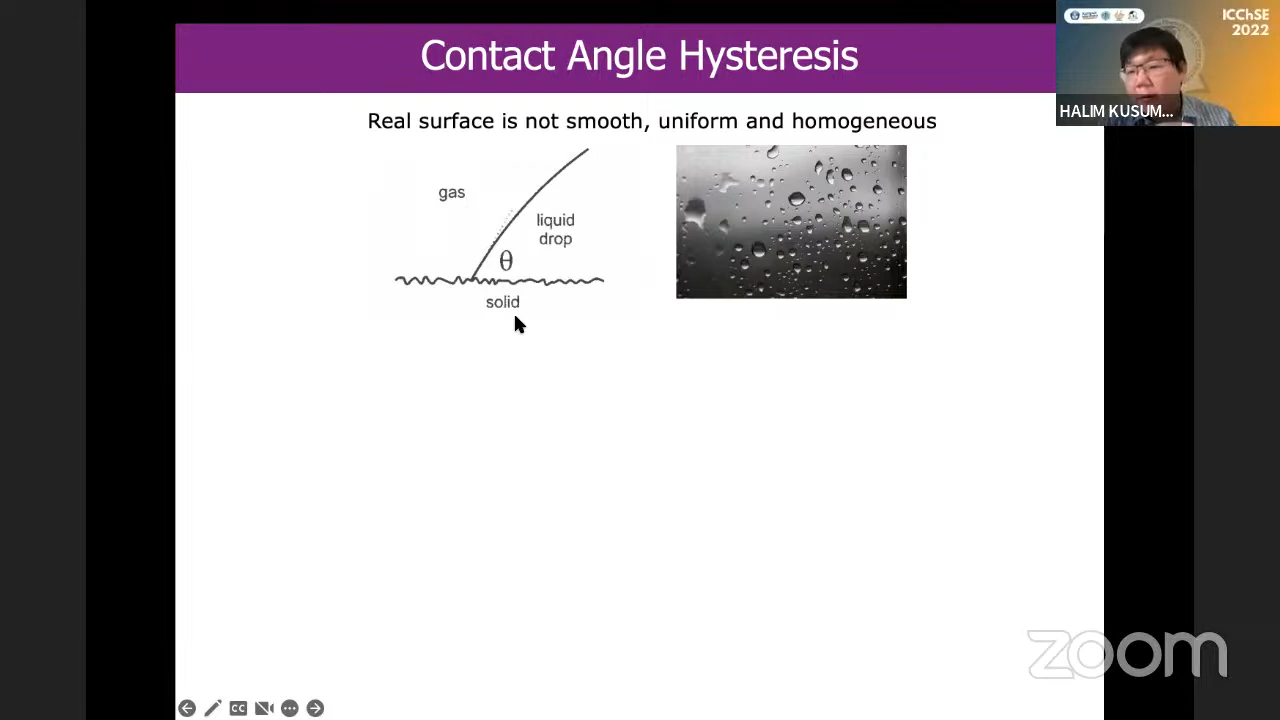 Contact Angle Hysteresis
ICChSE
2022
HALIM KUSUM...
Real surface is not smooth, uniform and homogeneous
gas
liquid
drop
θ
solid
zoom
CC